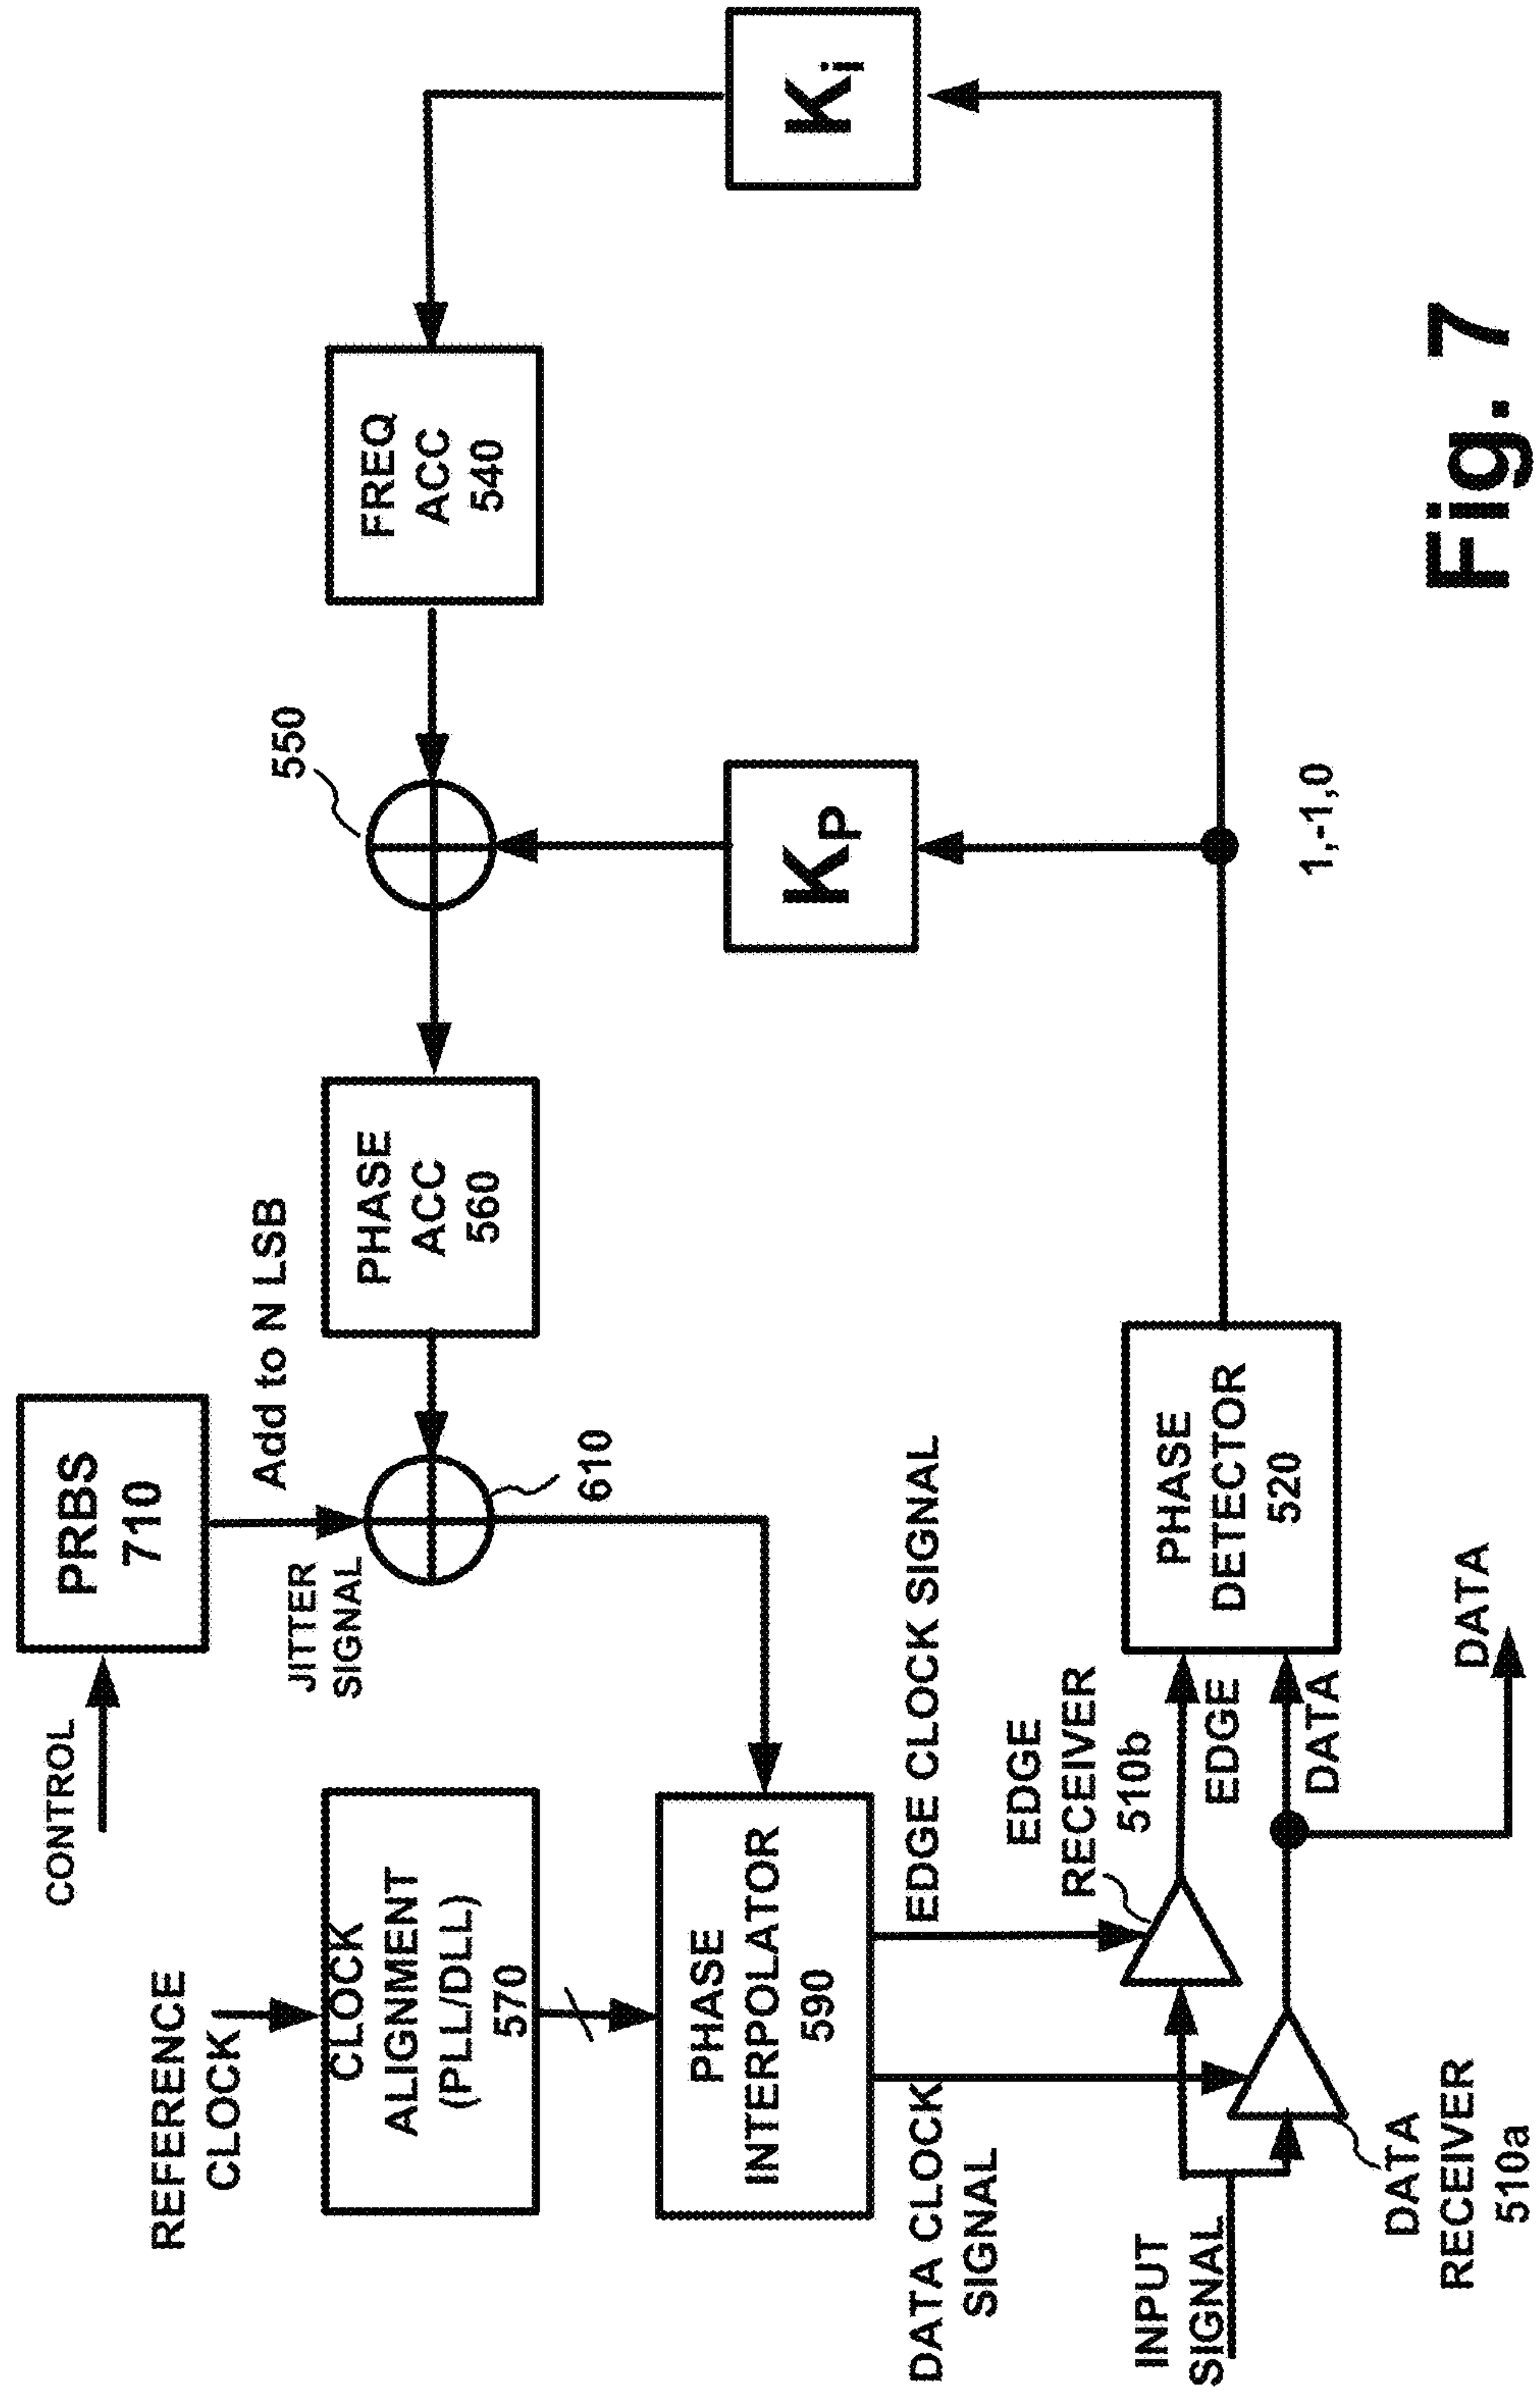 CONTROL
PRBS
710
REFERENCE
CLOCK
JITTER
SIGNAL
Add to N LSB
550
CLOCK
ALIGNMENT
(PLL/DLL)
570
PHASE
ACC
560
FREQ
ACC
540
610
PHASE
INTERPOLATOR
590
KP
Ki
DATA CLOCK
SIGNAL
EDGE CLOCK SIGNAL
EDGE
RECEIVER
510b
INPUT
SIGNAL
EDGE
DATA
PHASE
DETECTOR
520
1,-1,0
DATA
RECEIVER
510a
DATA
Fig. 7